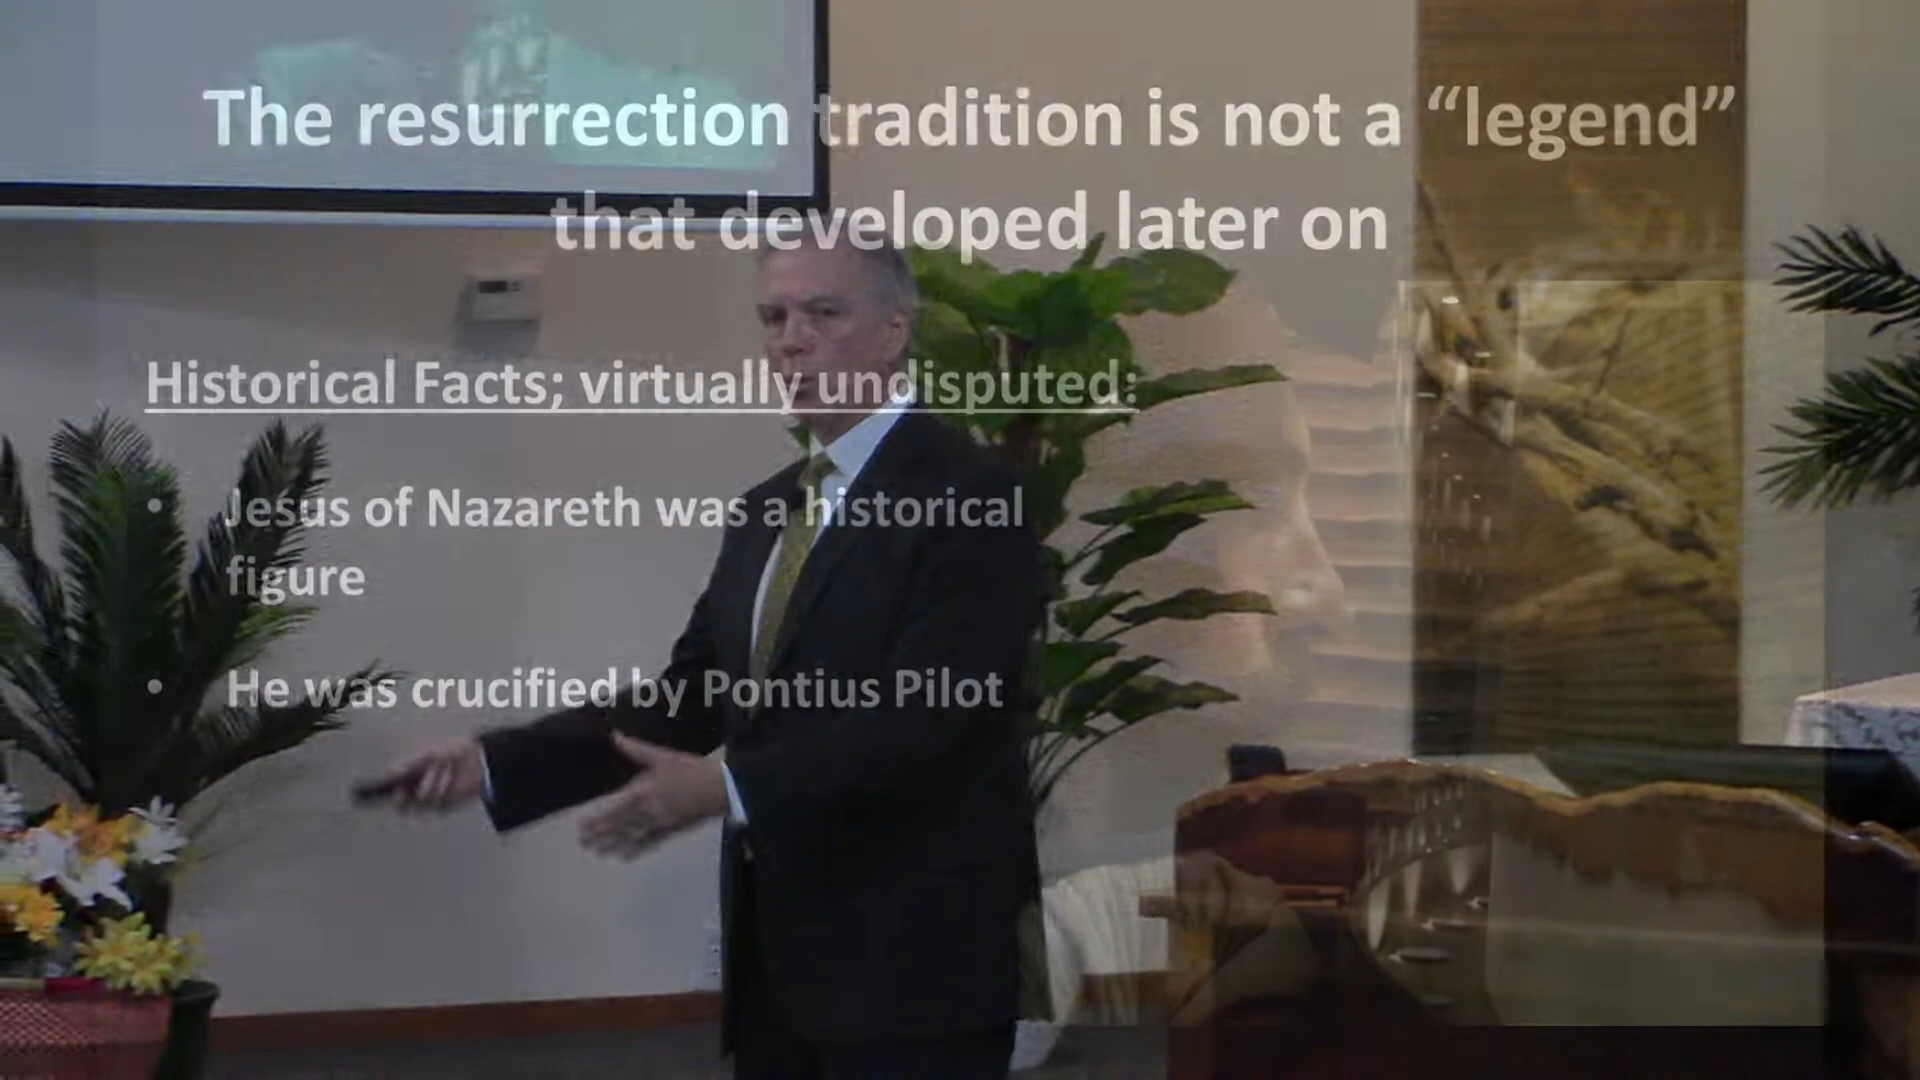 The resurrection tradition is not a “legend”
that developed later on
Historical Facts; virtually undisputed:
• Jesus of Nazareth was a historical
figure
• He was crucified by Pontius Pilot